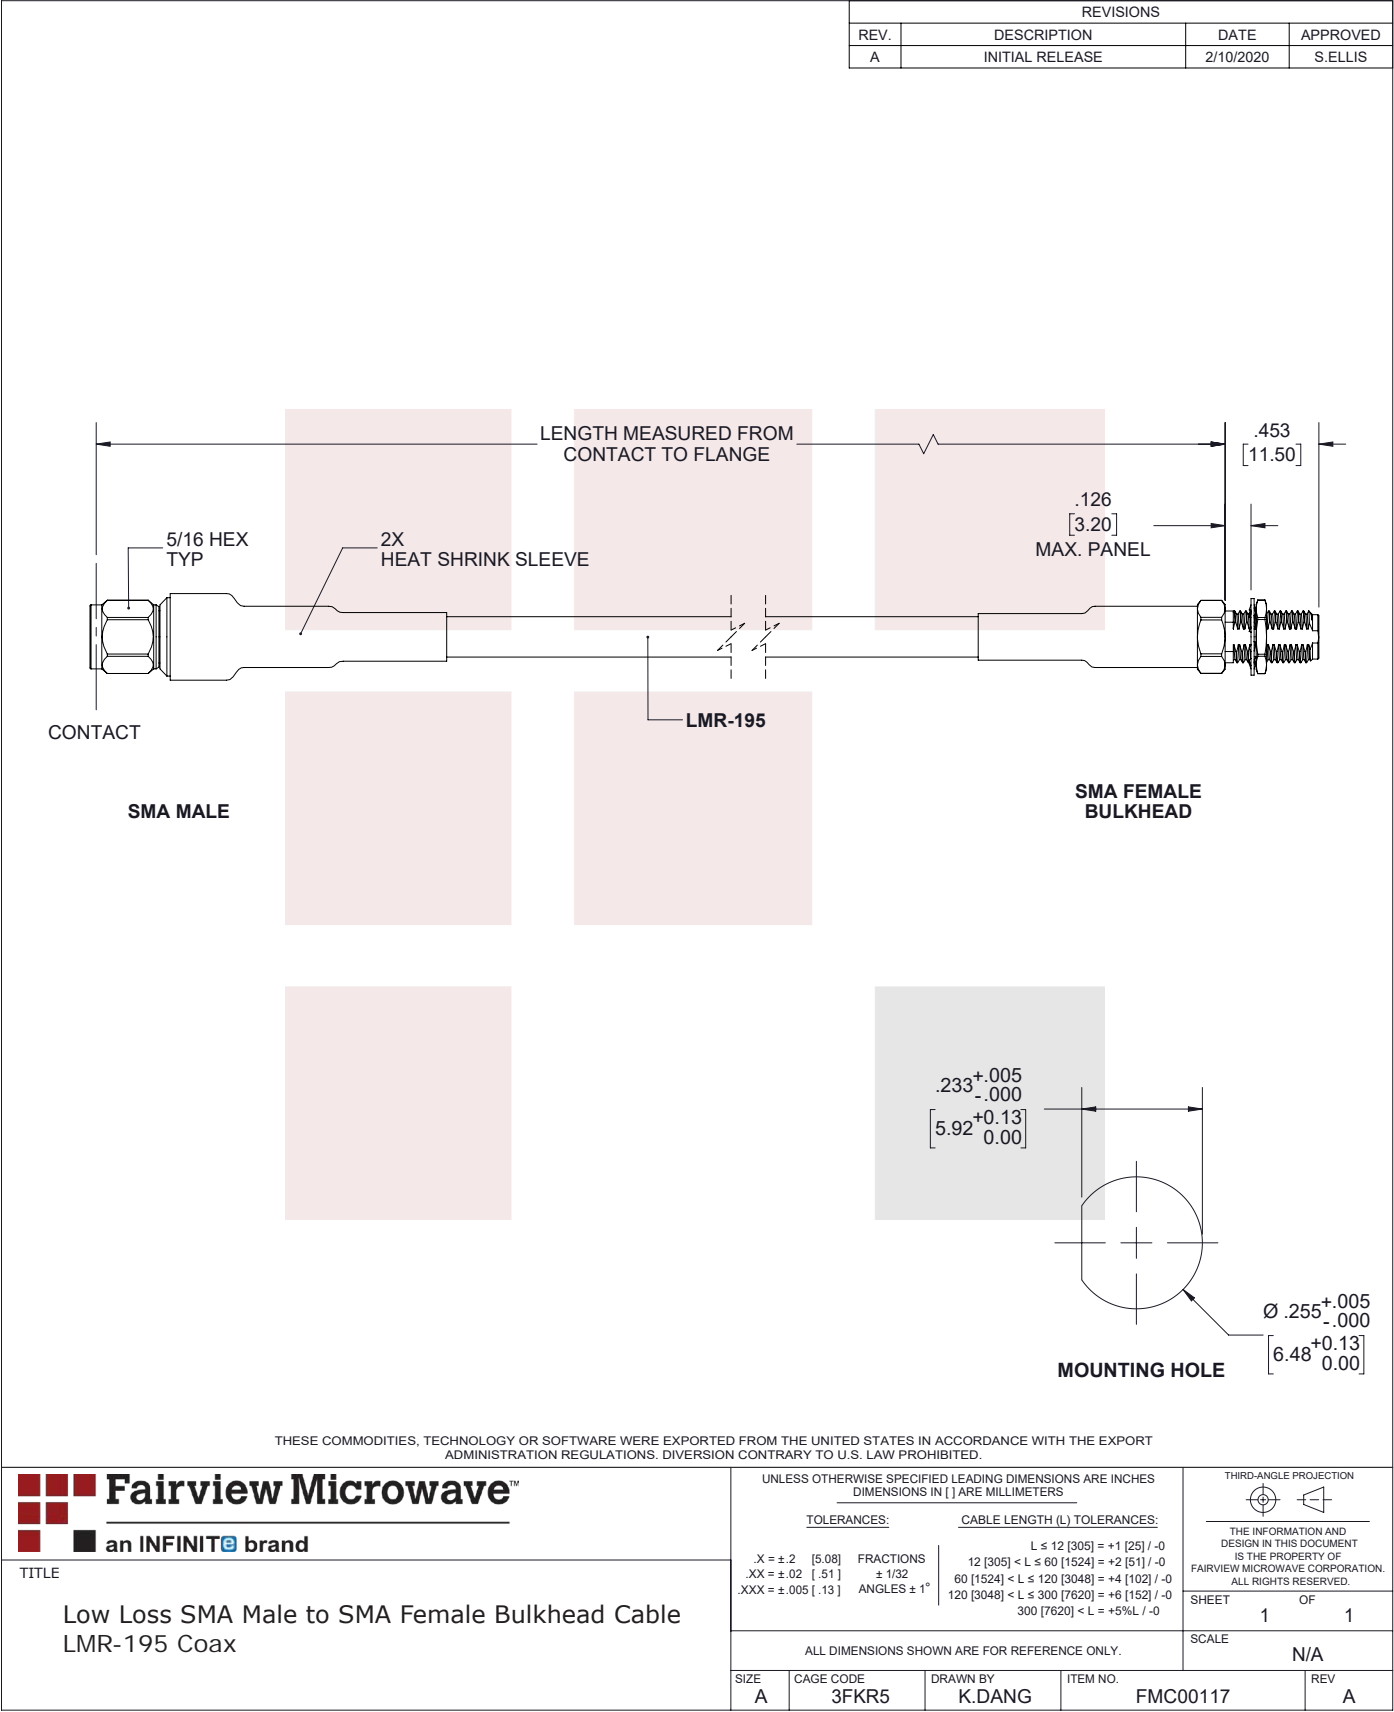 REVISIONS
REV. DESCRIPTION DATE APPROVED
A INITIAL RELEASE 2/10/2020 S.ELLIS
LENGTH MEASURED FROM
CONTACT TO FLANGE
.453
[11.50]
.126
[3.20]
MAX. PANEL
5/16 HEX
TYP
2X
HEAT SHRINK SLEEVE
LMR-195
CONTACT
SMA MALE
SMA FEMALE
BULKHEAD
.233 +.005
-.000
[5.92 +0.13
0.00]
Ø .255 +.005
-.000
[6.48 +0.13
0.00]
MOUNTING HOLE
THESE COMMODITIES, TECHNOLOGY OR SOFTWARE WERE EXPORTED FROM THE UNITED STATES IN ACCORDANCE WITH THE EXPORT
ADMINISTRATION REGULATIONS. DIVERSION CONTRARY TO U.S. LAW PROHIBITED.
Fairview Microwave™
an INFINITe brand
TITLE
Low Loss SMA Male to SMA Female Bulkhead Cable
LMR-195 Coax
UNLESS OTHERWISE SPECIFIED LEADING DIMENSIONS ARE INCHES
DIMENSIONS IN [ ] ARE MILLIMETERS
TOLERANCES:
.X = ±.2 [5.08] FRACTIONS
.XX = ±.02 [ .51 ] ± 1/32
.XXX = ±.005 [ .13 ] ANGLES ± 1°
CABLE LENGTH (L) TOLERANCES:
L ≤ 12 [305] = +1 [25] / -0
12 [305] < L ≤ 60 [1524] = +2 [51] / -0
60 [1524] < L ≤ 120 [3048] = +4 [102] / -0
120 [3048] < L ≤ 300 [7620] = +6 [152] / -0
300 [7620] < L = +5%L / -0
ALL DIMENSIONS SHOWN ARE FOR REFERENCE ONLY.
THIRD-ANGLE PROJECTION
THE INFORMATION AND
DESIGN IN THIS DOCUMENT
IS THE PROPERTY OF
FAIRVIEW MICROWAVE CORPORATION.
ALL RIGHTS RESERVED.
SHEET 1 OF 1
SCALE
N/A
SIZE CAGE CODE DRAWN BY ITEM NO. REV
A 3FKR5 K.DANG FMC00117 A